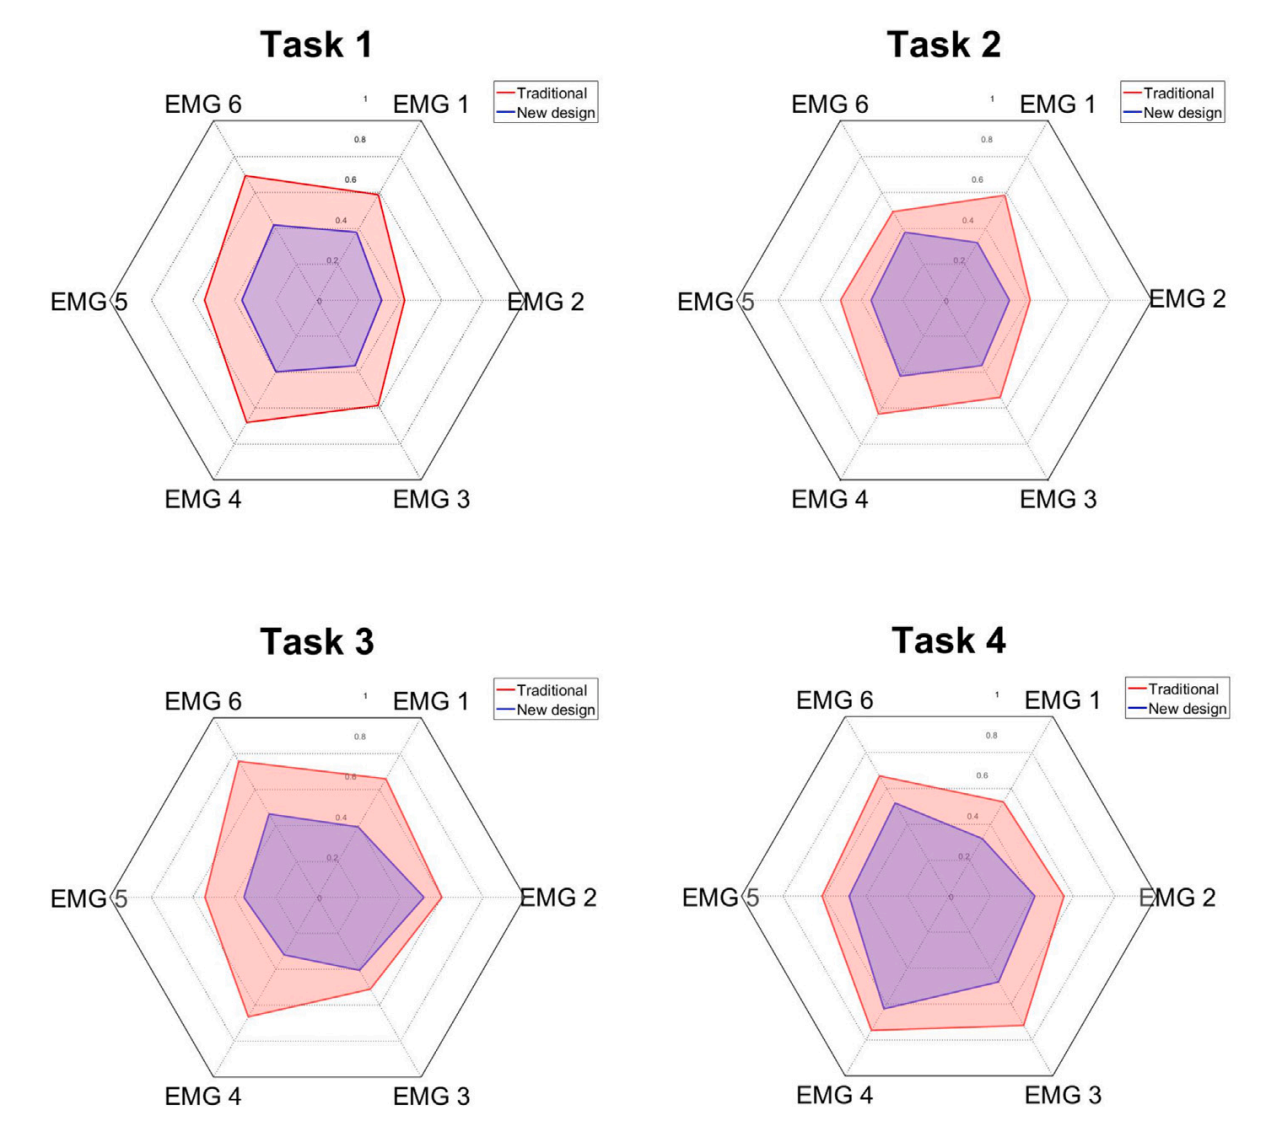 Task 1
EMG 6
1
EMG 1
Traditional
New design
0.8
0.6
0.4
0.2
0
EMG 5
EMG 2
EMG 4
EMG 3
Task 2
EMG 6
1
EMG 1
Traditional
New design
0.8
0.6
0.4
0.2
0
EMG 5
EMG 2
EMG 4
EMG 3
Task 3
EMG 6
1
EMG 1
Traditional
New design
0.8
0.6
0.4
0.2
0
EMG 5
EMG 2
EMG 4
EMG 3
Task 4
EMG 6
1
EMG 1
Traditional
New design
0.8
0.6
0.4
0.2
0
EMG 5
EMG 2
EMG 4
EMG 3